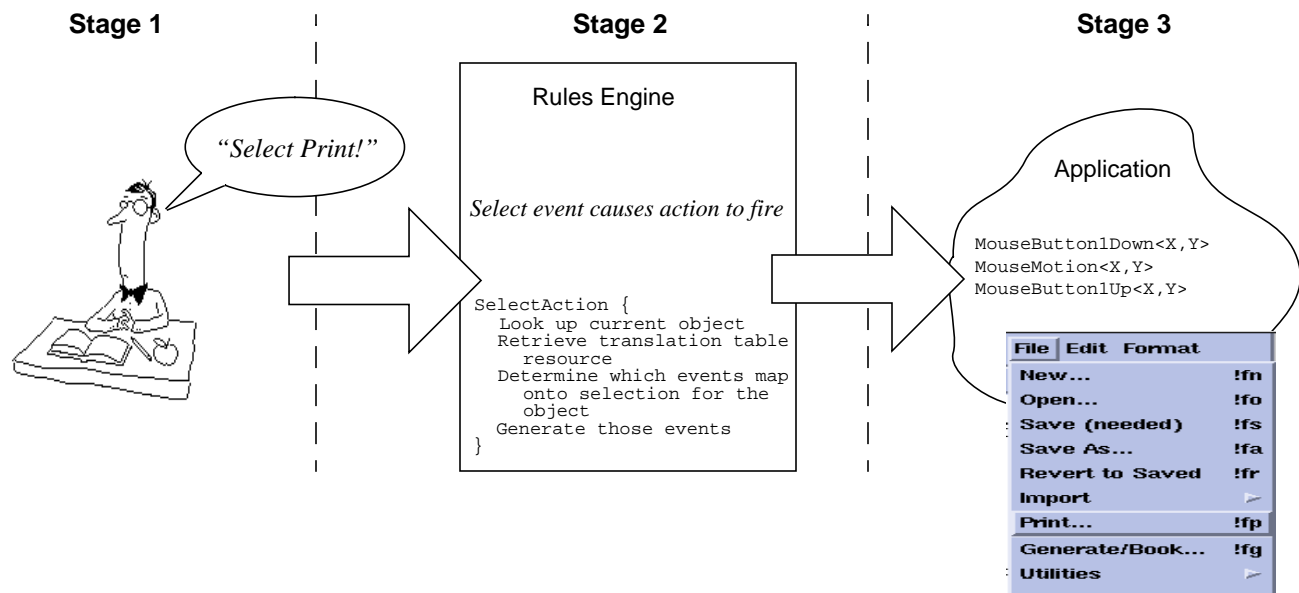 Stage 1
Stage 2
Stage 3
“Select Print!”
Rules Engine
Select event causes action to fire
SelectAction {
Look up current object
Retrieve translation table
resource
Determine which events map
onto selection for the
object
Generate those events
}
Application
MouseButton1Down<X,Y>
MouseMotion<X,Y>
MouseButton1Up<X,Y>
File Edit Format
New... !fn
Open... !fo
Save (needed) !fs
Save As... !fa
Revert to Saved !fr
Import
Print... !fp
Generate/Book... !fg
Utilities